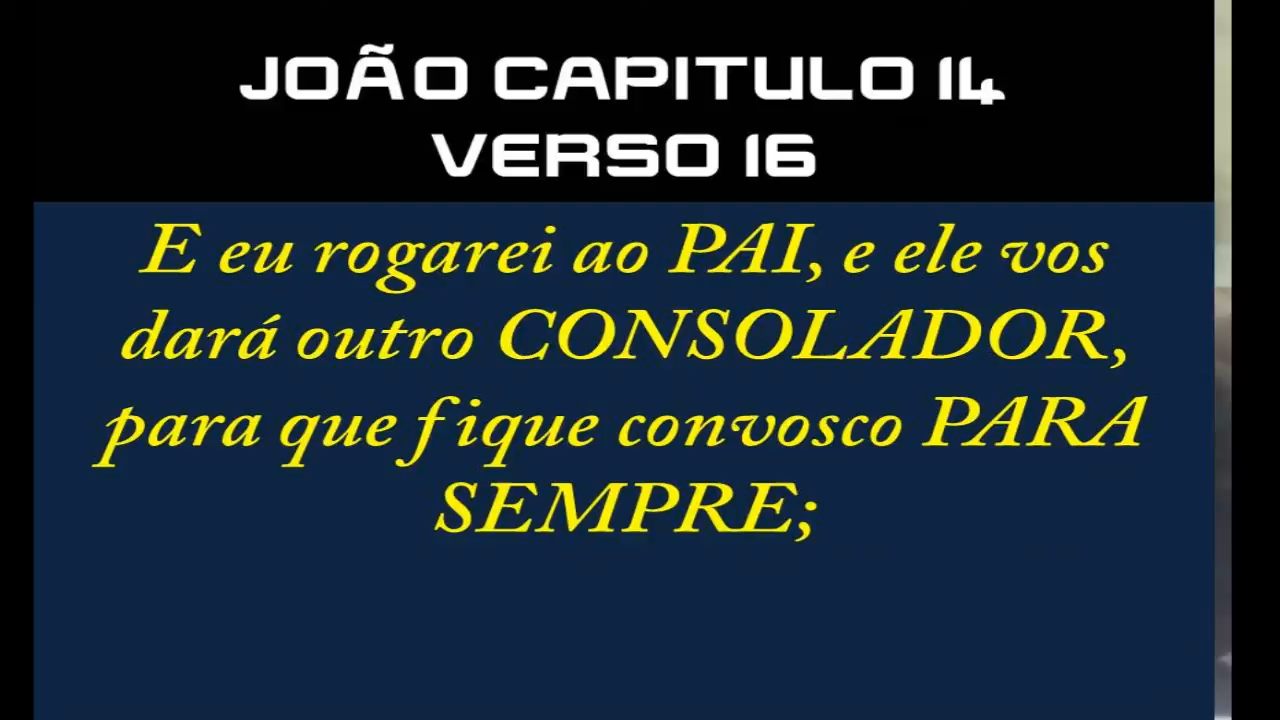 JOÃO CAPITULO 14
VERSO 16
E eu rogarei ao PAI, e ele vos
dará outro CONSOLADOR,
para que fique convosco PARA
SEMPRE;